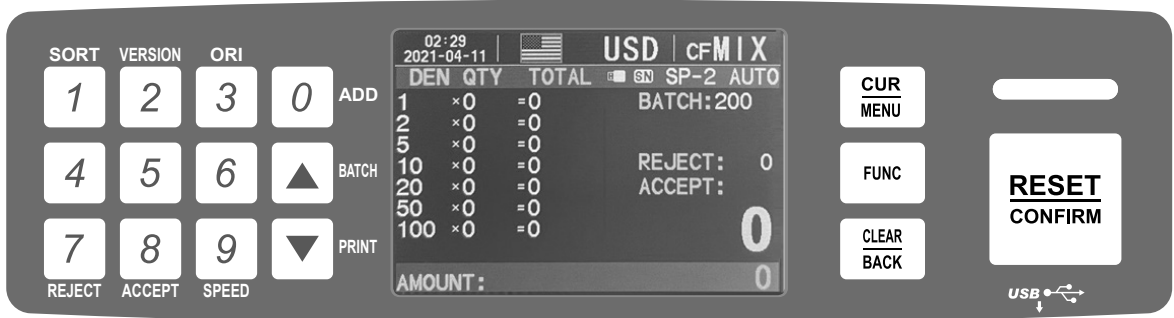 SORT VERSION ORI
1 2 3 0 ADD
4 5 6 BATCH
7 8 9 PRINT
REJECT ACCEPT SPEED
02:29
2021-04-11
USD CFMIX
DEN QTY TOTAL SN SP-2 AUTO
1 ×0 =0 BATCH:200
2 ×0 =0
5 ×0 =0
10 ×0 =0 REJECT: 0
20 ×0 =0 ACCEPT:
50 ×0 =0
100 ×0 =0 0
AMOUNT: 0
CUR
MENU
FUNC
CLEAR
BACK
RESET
CONFIRM
USB